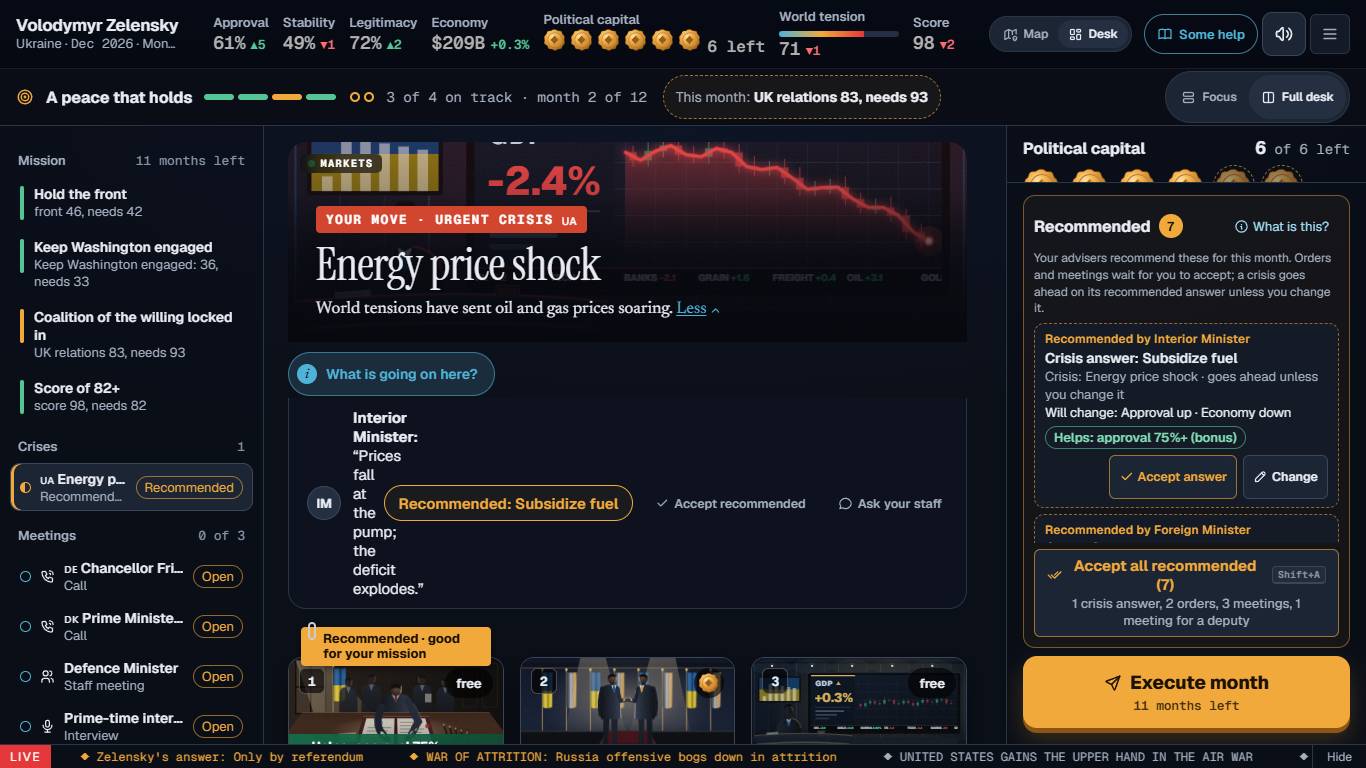 Volodymyr Zelensky
Ukraine · Dec 2026 · Mon...
Approval
61% ▲5
Stability
49% ▼1
Legitimacy
72% ▲2
Economy
$209B +0.3%
Political capital
6 left
World tension
71 ▼1
Score
98 ▼2
Map
Desk
Some help
A peace that holds
3 of 4 on track · month 2 of 12
This month: UK relations 83, needs 93
Focus
Full desk
Mission
11 months left
Hold the front
front 46, needs 42
Keep Washington engaged
Keep Washington engaged: 36,
needs 33
Coalition of the willing locked
in
UK relations 83, needs 93
Score of 82+
score 98, needs 82
Crises
1
UA Energy p...
Recommend...
Recommended
Meetings
0 of 3
DE Chancellor Fri...
Call
Open
DK Prime Ministe...
Call
Open
Defence Minister
Staff meeting
Open
Prime-time inter...
Interview
Open
MARKETS
-2.4%
YOUR MOVE · URGENT CRISIS UA
Energy price shock
BANKS -2.1
GRAIN +1.6
FREIGHT +0.4
OIL +3.1
World tensions have sent oil and gas prices soaring. Less
What is going on here?
IM
Interior
Minister:
“Prices
fall
at
the
pump;
the
deficit
explodes.”
Recommended: Subsidize fuel
Accept recommended
Ask your staff
Recommended · good
for your mission
1
free
2
3
GDP
+0.3%
free
Political capital
6 of 6 left
Recommended 7
What is this?
Your advisers recommend these for this month. Orders
and meetings wait for you to accept; a crisis goes
ahead on its recommended answer unless you change
it.
Recommended by Interior Minister
Crisis answer: Subsidize fuel
Crisis: Energy price shock · goes ahead unless
you change it
Will change: Approval up · Economy down
Helps: approval 75%+ (bonus)
Accept answer
Change
Recommended by Foreign Minister
Accept all recommended
(7)
Shift+A
1 crisis answer, 2 orders, 3 meetings, 1
meeting for a deputy
Execute month
11 months left
LIVE
Zelensky's answer: Only by referendum
WAR OF ATTRITION: Russia offensive bogs down in attrition
UNITED STATES GAINS THE UPPER HAND IN THE AIR WAR
Hide